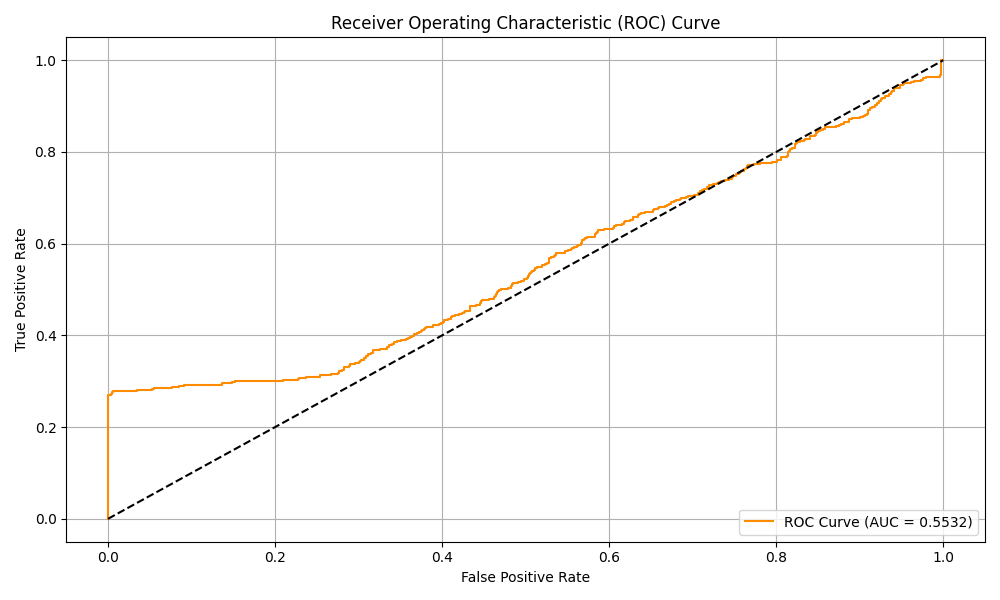 Receiver Operating Characteristic (ROC) Curve
True Positive Rate
1.0
0.8
0.6
0.4
0.2
0.0
ROC Curve (AUC = 0.5532)
0.0 0.2 0.4 0.6 0.8 1.0
False Positive Rate